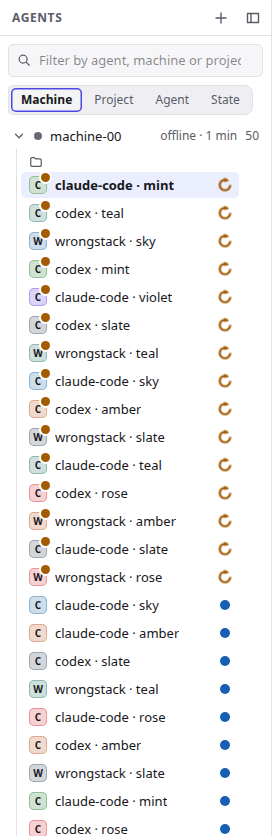 AGENTS
Filter by agent, machine or projec
Machine Project Agent State
machine-00 offline · 1 min 50
C claude-code · mint
C codex · teal
W wrongstack · sky
C codex · mint
C claude-code · violet
C codex · slate
W wrongstack · teal
C claude-code · sky
C codex · amber
W wrongstack · slate
C claude-code · teal
C codex · rose
W wrongstack · amber
C claude-code · slate
W wrongstack · rose
C claude-code · sky
C claude-code · amber
C codex · slate
W wrongstack · teal
C claude-code · rose
C codex · amber
W wrongstack · slate
C claude-code · mint
C codex · rose